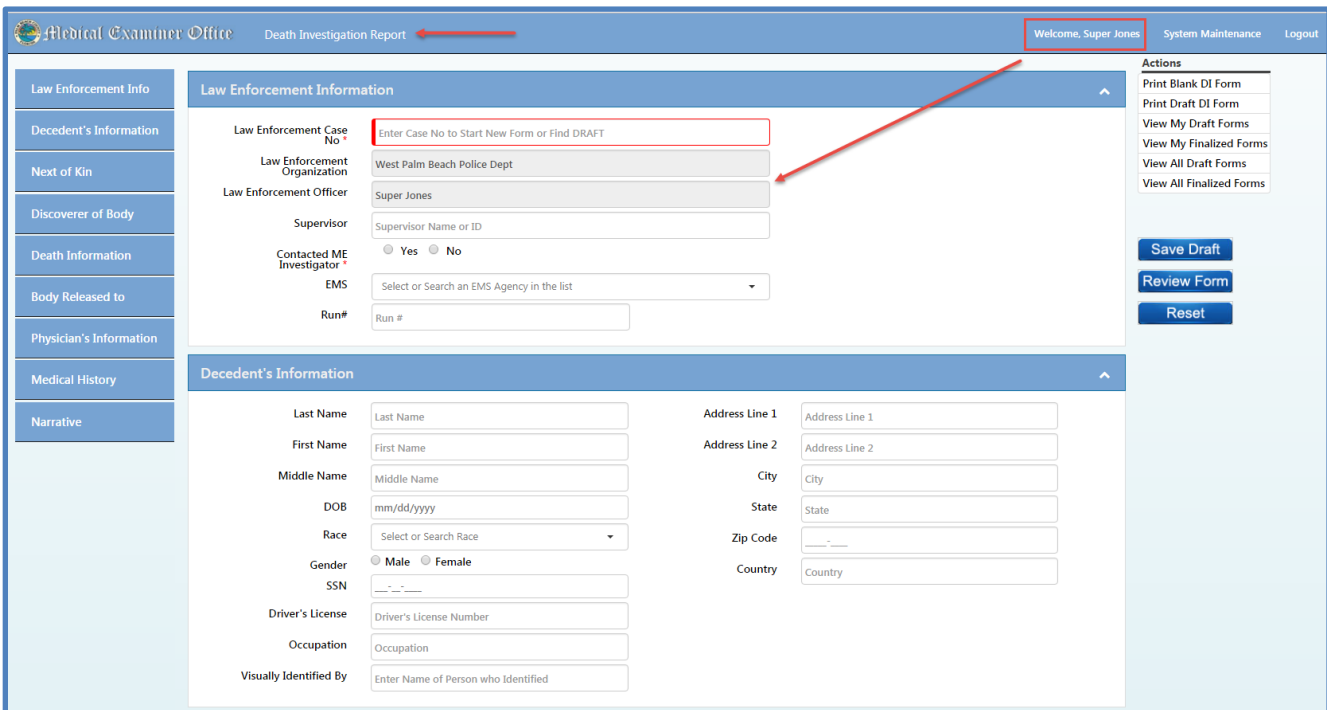 Medical Examiner Office
Death Investigation Report
Welcome, Super Jones
System Maintenance
Logout
Law Enforcement Info
Decedent's Information
Next of Kin
Discoverer of Body
Death Information
Body Released to
Physician's Information
Medical History
Narrative
Law Enforcement Information
Law Enforcement Case
No *
Enter Case No to Start New Form or Find DRAFT
Law Enforcement
Organization
West Palm Beach Police Dept
Law Enforcement Officer
Super Jones
Supervisor
Supervisor Name or ID
Contacted ME
Investigator *
Yes No
EMS
Select or Search an EMS Agency in the list
Run#
Run #
Decedent's Information
Last Name
Last Name
First Name
First Name
Middle Name
Middle Name
DOB
mm/dd/yyyy
Race
Select or Search Race
Gender
Male Female
SSN
__-_-___
Driver's License
Driver's License Number
Occupation
Occupation
Visually Identified By
Enter Name of Person who Identified
Address Line 1
Address Line 1
Address Line 2
Address Line 2
City
City
State
State
Zip Code
____-___
Country
Country
Actions
Print Blank DI Form
Print Draft DI Form
View My Draft Forms
View My Finalized Forms
View All Draft Forms
View All Finalized Forms
Save Draft
Review Form
Reset